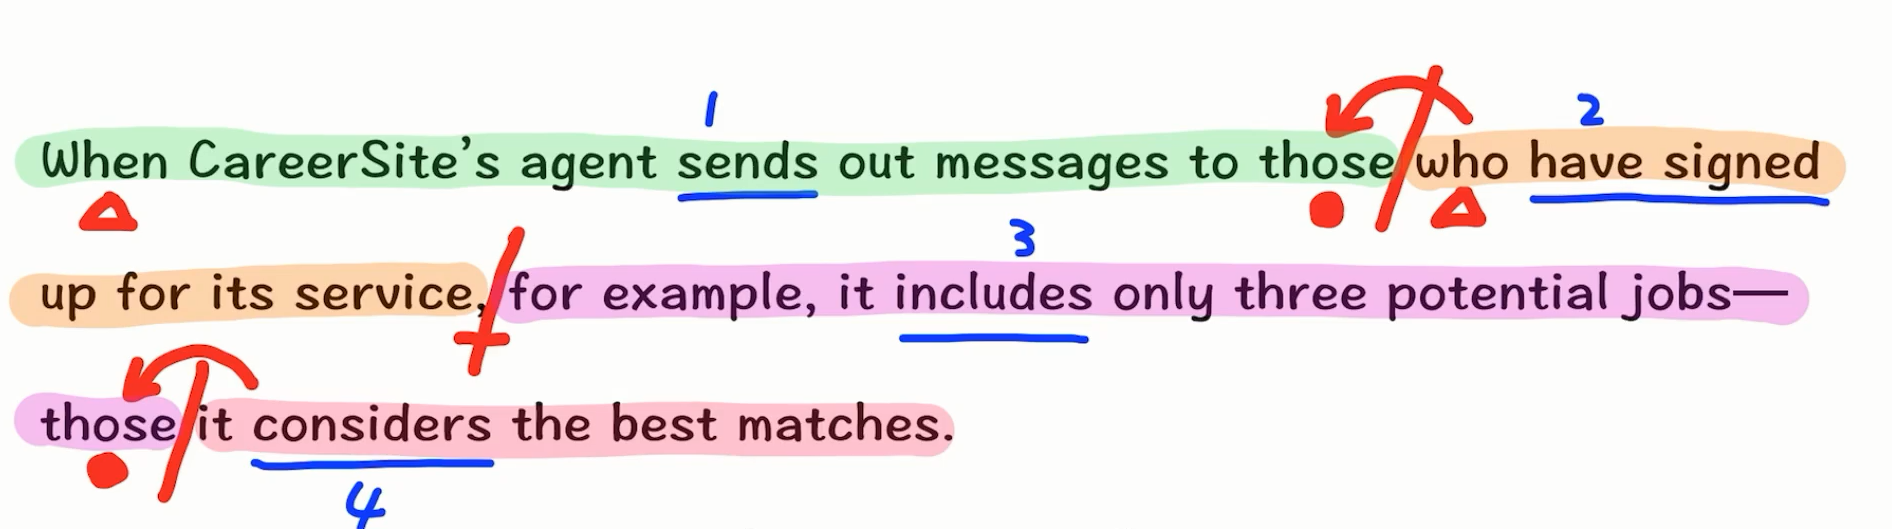 1 2
When CareerSite's agent sends out messages to those who have signed
3
up for its service, for example, it includes only three potential jobs—
those it considers the best matches.
4